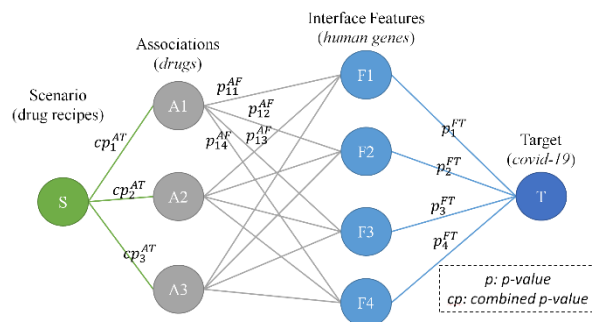 Interface Features
(human genes)
Associations
(drugs)
Scenario
(drug recipes)
Target
(covid-19)
S
A1
A2
A3
F1
F2
F3
F4
T
cp₁ᴬᵀ
cp₂ᴬᵀ
cp₃ᴬᵀ
p₁₁ᴬᶠ
p₁₂ᴬᶠ
p₁₃ᴬᶠ
p₁₄ᴬᶠ
p₁ᶠᵀ
p₂ᶠᵀ
p₃ᶠᵀ
p₄ᶠᵀ
p: p-value
cp: combined p-value